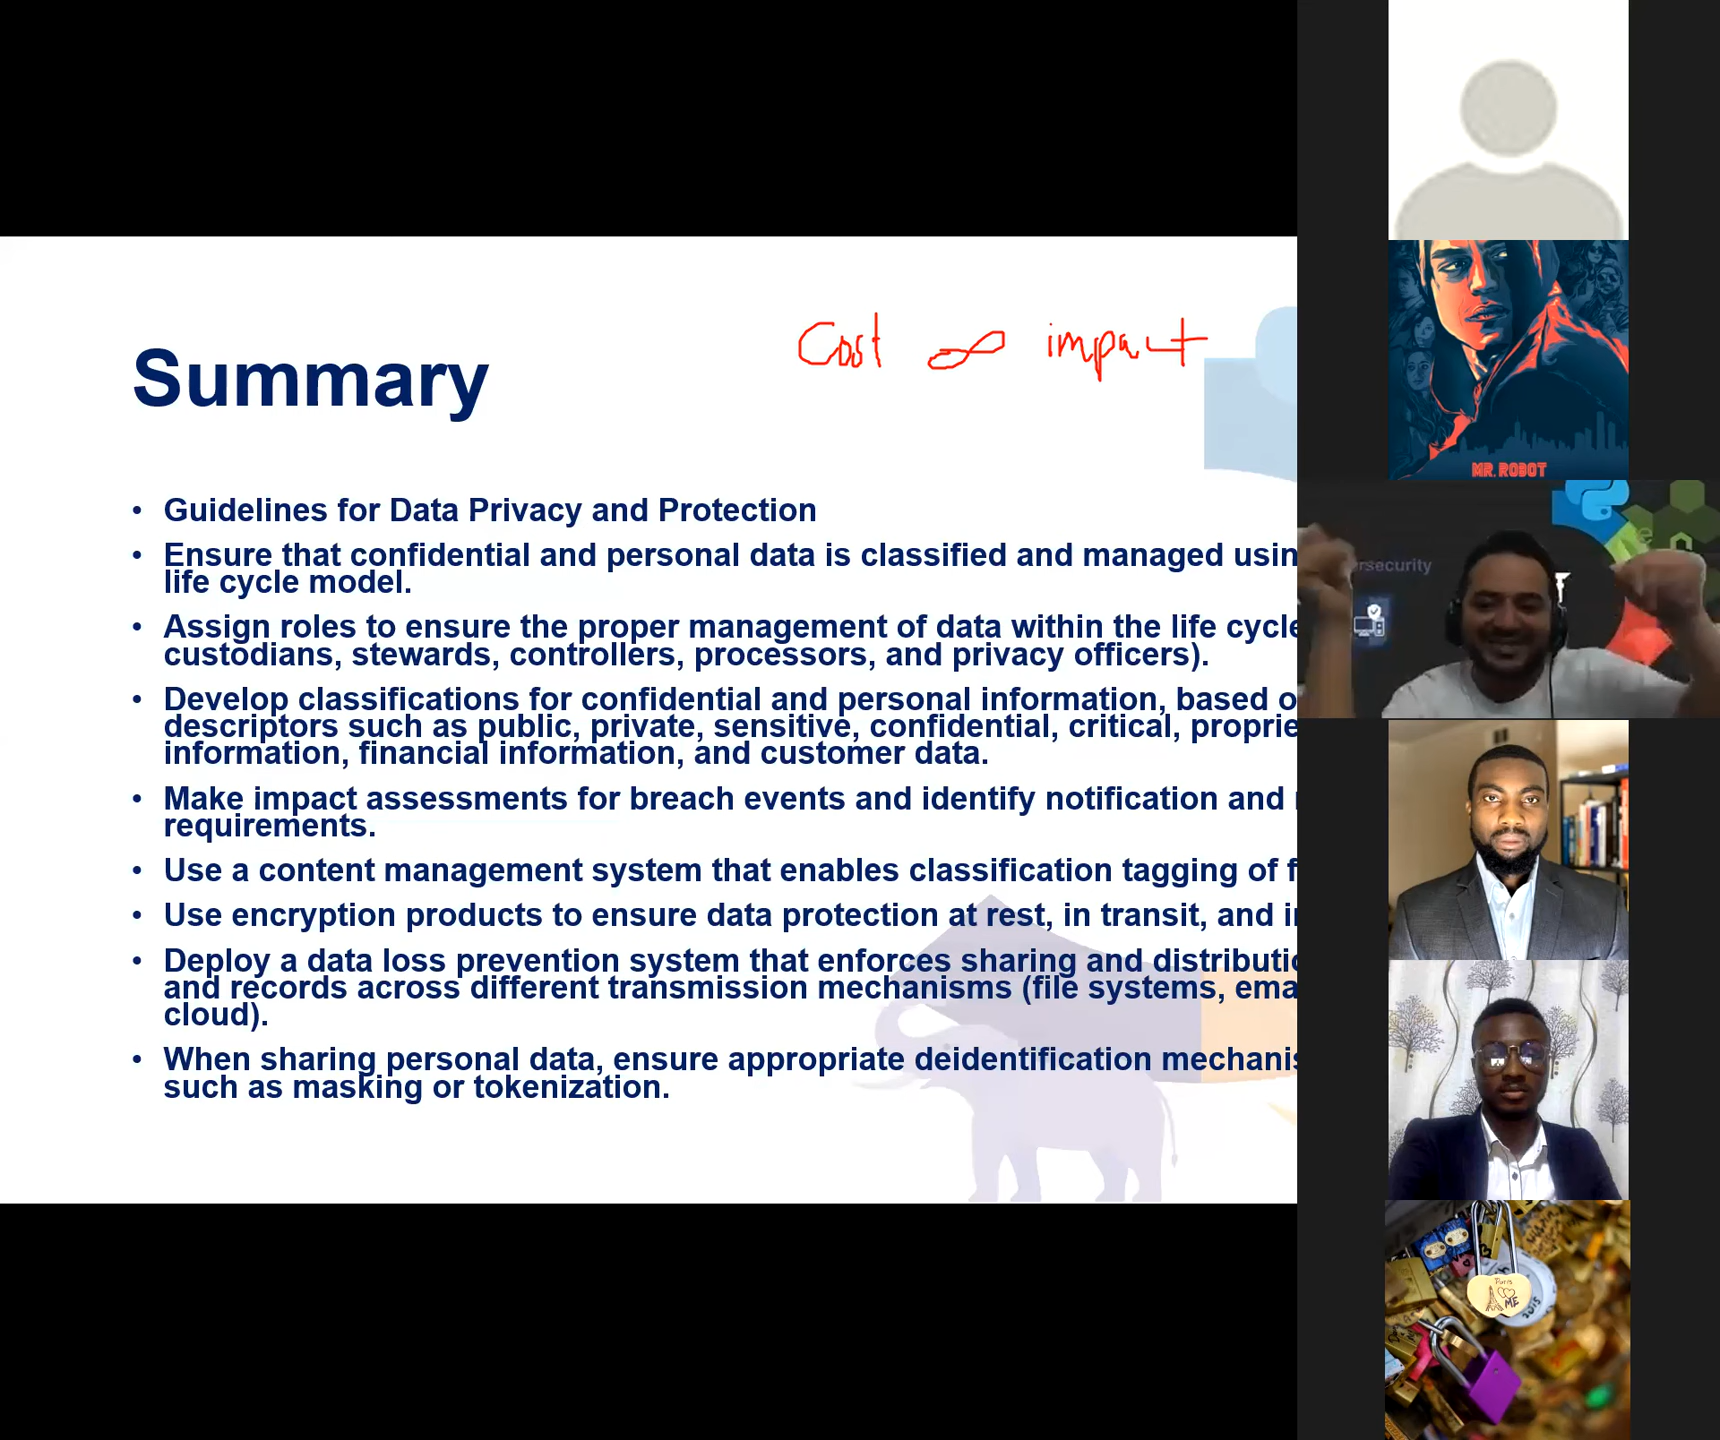 Cost ∝ impact
Summary
• Guidelines for Data Privacy and Protection
• Ensure that confidential and personal data is classified and managed usin
life cycle model.
• Assign roles to ensure the proper management of data within the life cycle
custodians, stewards, controllers, processors, and privacy officers).
• Develop classifications for confidential and personal information, based o
descriptors such as public, private, sensitive, confidential, critical, proprie
information, financial information, and customer data.
• Make impact assessments for breach events and identify notification and
requirements.
• Use a content management system that enables classification tagging of f
• Use encryption products to ensure data protection at rest, in transit, and i
• Deploy a data loss prevention system that enforces sharing and distributio
and records across different transmission mechanisms (file systems, ema
cloud).
• When sharing personal data, ensure appropriate deidentification mechanis
such as masking or tokenization.
MR. ROBOT
rsecurity
Paris
ME
2015